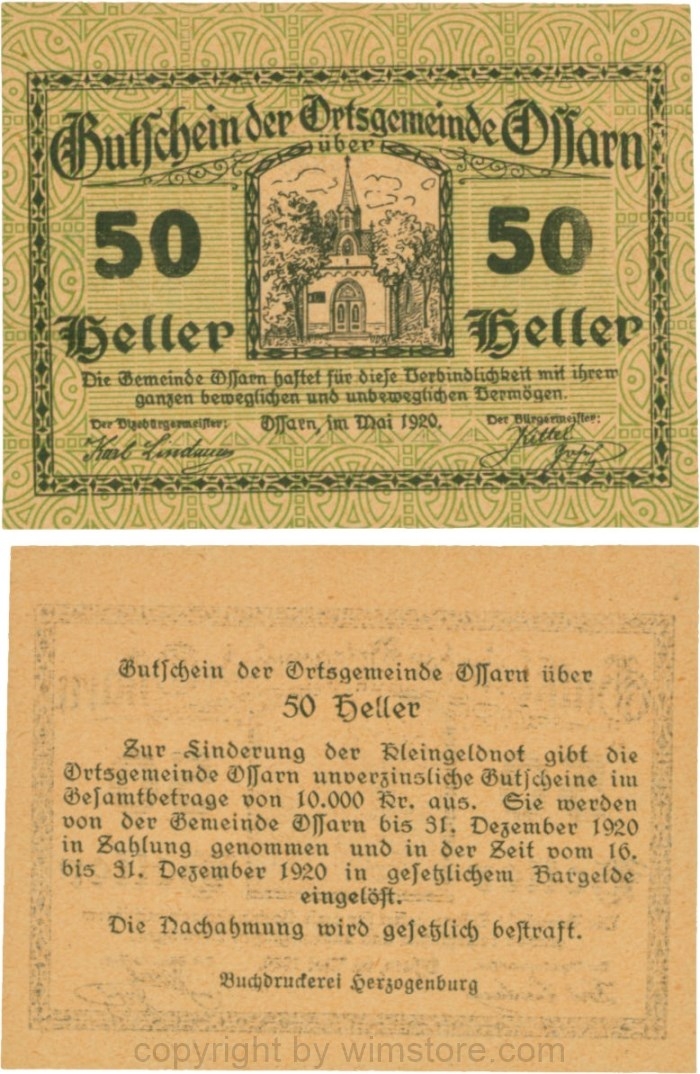 Gutschein der Ortsgemeinde Ossarn
über
50 50
Heller Heller
Die Gemeinde Ossarn haftet für diese Verbindlichkeit mit ihrem
ganzen beweglichen und unbeweglichen Vermögen.
Der Vizebürgermeister: Ossarn, im Mai 1920. Der Bürgermeister:
Karl Lindauer Kittel
Josef
Gutschein der Ortsgemeinde Ossarn über
50 Heller
Zur Linderung der Kleingeldnot gibt die
Ortsgemeinde Ossarn unverzinsliche Gutscheine im
Gesamtbetrage von 10.000 Kr. aus. Sie werden
von der Gemeinde Ossarn bis 31. Dezember 1920
in Zahlung genommen und in der Zeit vom 16.
bis 31. Dezember 1920 in gesetzlichem Bargelde
eingelöst.
Die Nachahmung wird gesetzlich bestraft.
Buchdruckerei Herzogenburg
copyright by wimstore.com